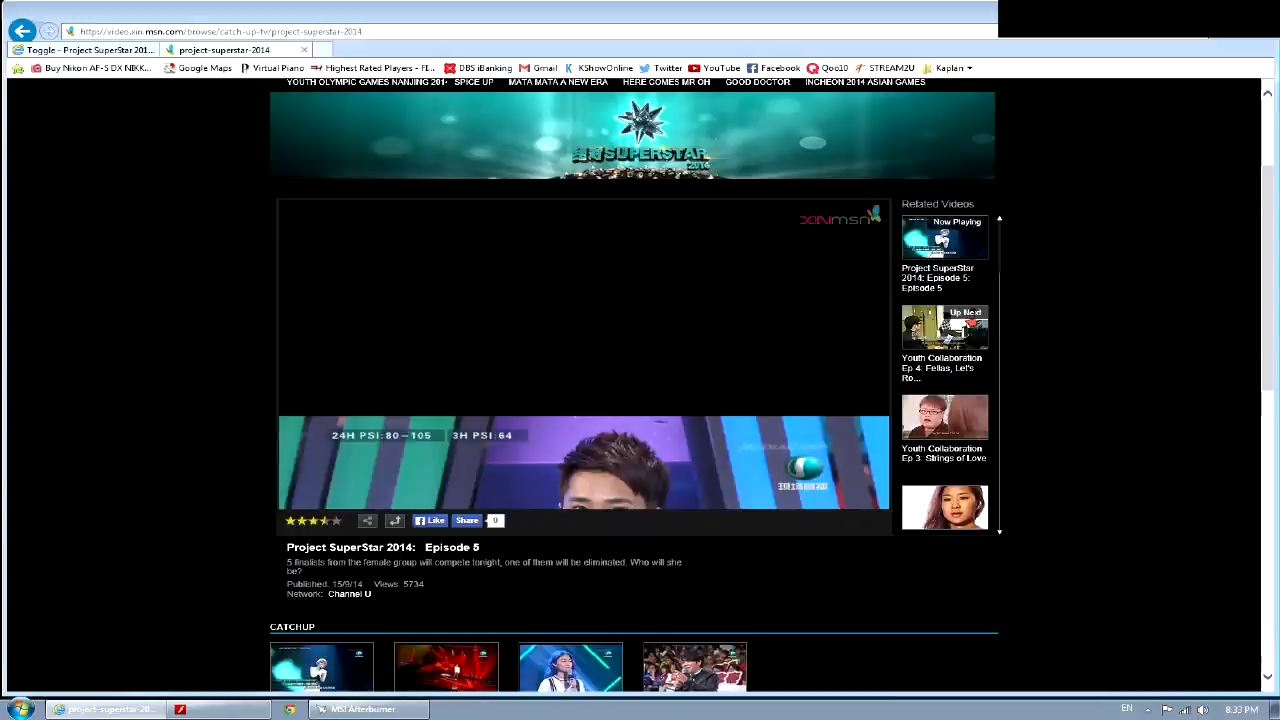 http://video.xin.msn.com/browse/catch-up-tv/project-superstar-2014
Toggle - Project SuperStar 201...
project-superstar-2014
Buy Nikon AF-S DX NIKK...
Google Maps
Virtual Piano
Highest Rated Players - FI...
DBS iBanking
Gmail
KShowOnline
Twitter
YouTube
Facebook
Qoo10
STREAM2U
Kaplan
YOUTH OLYMPIC GAMES NANJING 2014
SPICE UP
MATA MATA A NEW ERA
HERE COMES MR OH
GOOD DOCTOR
INCHEON 2014 ASIAN GAMES
SUPERSTAR
2014
XINmsn
Related Videos
Now Playing
Project SuperStar
2014: Episode 5:
Episode 5
Up Next
Youth Collaboration
Ep 4: Fellas, Let's
Ro...
Youth Collaboration
Ep 3: Strings of Love
24H PSI:80-105
3H PSI:64
Like
Share
0
Project SuperStar 2014: Episode 5
5 finalists from the female group will compete tonight, one of them will be eliminated. Who will she
be?
Published: 15/9/14 Views: 5734
Network: Channel U
CATCHUP
project-superstar-20...
MSI Afterburner
EN
8:33 PM